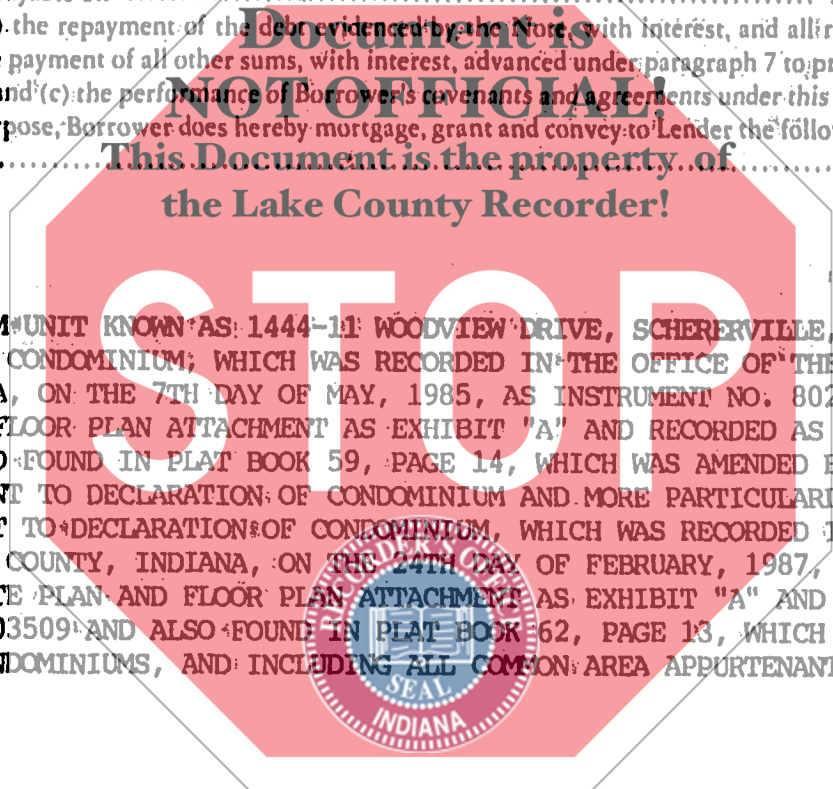 the repayment of the debt evidenced by the Note, with interest, and all
Document is
payment of all other sums, with interest, advanced under paragraph 7 to
and (c) the performance of Borrower's covenants and agreements under this
NOT OFFICIAL!
Borrower does hereby mortgage, grant and convey to Lender the
This Document is the property of
the Lake County Recorder!
STOP
UNIT KNOWN AS 1444-11 WOODVIEW DRIVE, SCHERERVILLE,
CONDOMINIUM, WHICH WAS RECORDED IN THE OFFICE OF THE
, ON THE 7TH DAY OF MAY, 1985, AS INSTRUMENT NO. 802
FLOOR PLAN ATTACHMENT AS EXHIBIT "A" AND RECORDED AS
FOUND IN PLAT BOOK 59, PAGE 14, WHICH WAS AMENDED
TO DECLARATION OF CONDOMINIUM AND MORE
TO DECLARATION OF CONDOMINIUM, WHICH WAS RECORDED
COUNTY, INDIANA, ON THE 24TH DAY OF FEBRUARY, 1987,
PLAN AND FLOOR PLAN ATTACHMENT AS EXHIBIT "A" AND
03509 AND ALSO FOUND IN PLAT BOOK 62, PAGE 13, WHICH
, AND INCLUDING ALL COMMON AREA APPURTENANT
SEAL
INDIANA